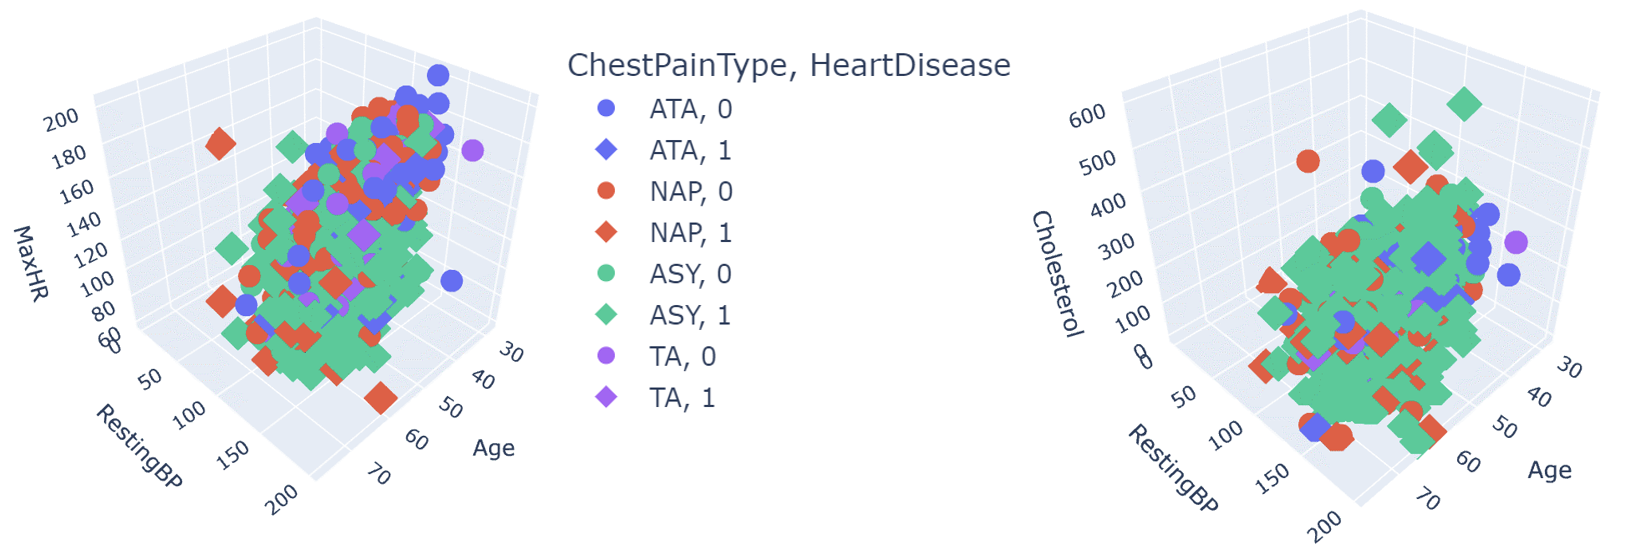 200
180
160
140
120
100
80
60
MaxHR
0
50
100
150
200
RestingBP
30
40
50
60
70
Age
ChestPainType, HeartDisease
ATA, 0
ATA, 1
NAP, 0
NAP, 1
ASY, 0
ASY, 1
TA, 0
TA, 1
600
500
400
300
200
100
0
Cholesterol
0
50
100
150
200
RestingBP
30
40
50
60
70
Age